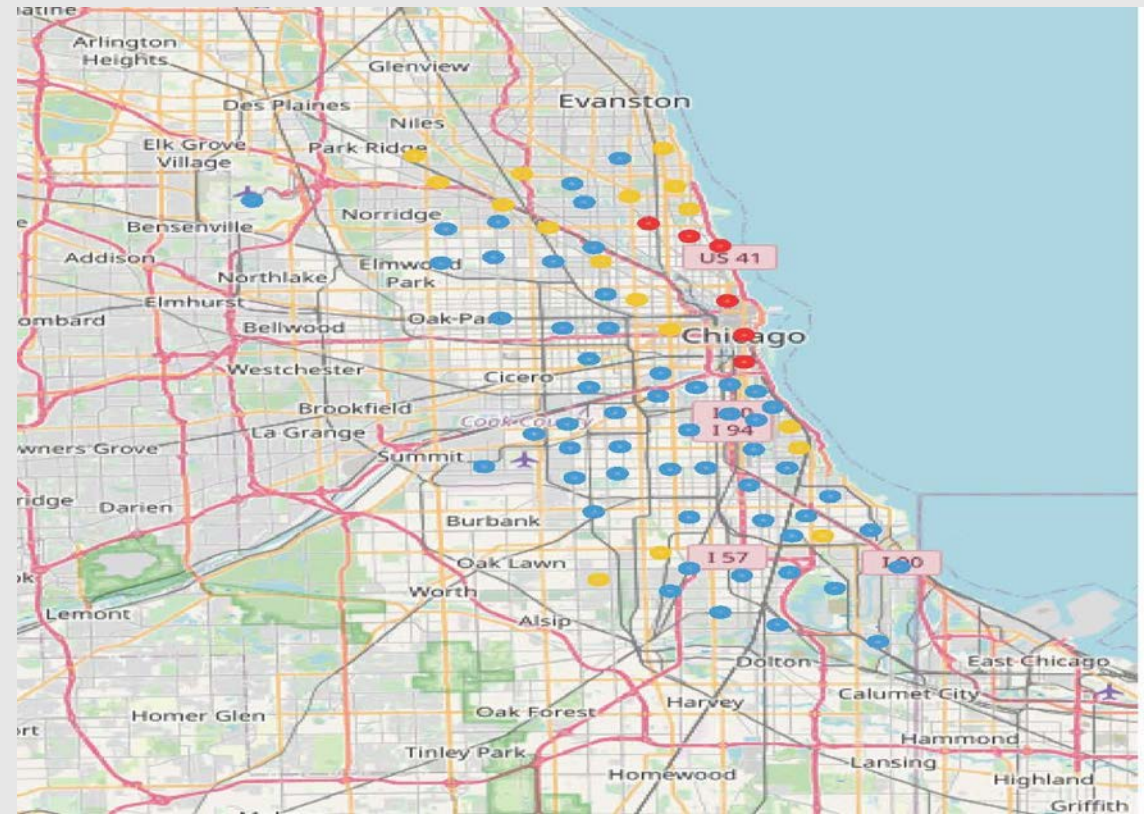 Arlington
Heights
Glenview
Evanston
Des Plaines
Niles
Elk Grove
Village
Park Ridge
Norridge
Bensenville
Addison
Northlake
Elmwood
Park
US 41
Elmhurst
ombard
Bellwood
Oak-Pa
Chicago
Westchester
Cicero
Brookfield
Cook County
La Grange
I 94
wners Grove
Summit
ridge
Darien
Burbank
Oak Lawn
I 57
Worth
Lemont
Alsip
Dolton
East Chicago
Calumet City
Harvey
Homer Glen
Oak Forest
Hammond
Tinley Park
Lansing
Homewood
Highland
Griffith